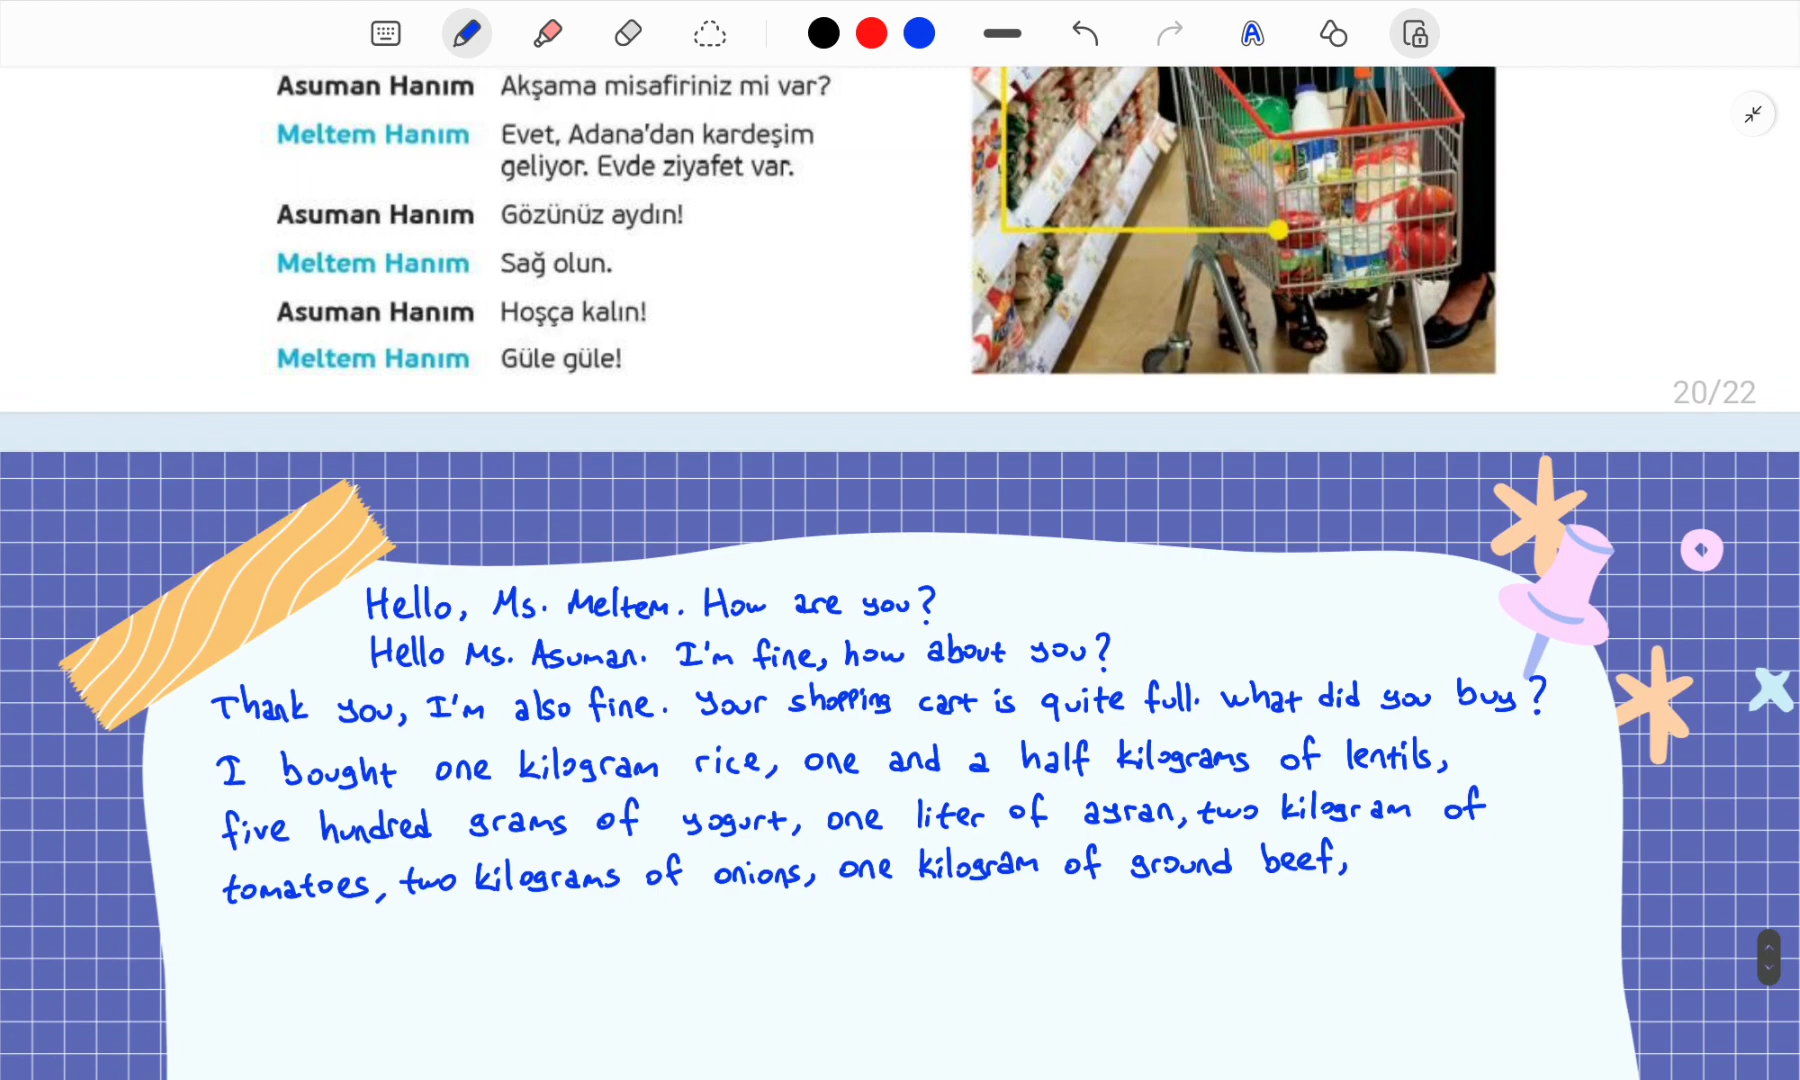 Asuman Hanım Akşama misafiriniz mi var?
Meltem Hanım Evet, Adana'dan kardeşim
geliyor. Evde ziyafet var.
Asuman Hanım Gözünüz aydın!
Meltem Hanım Sağ olun.
Asuman Hanım Hoşça kalın!
Meltem Hanım Güle güle!
20/22
Hello, Ms. Meltem. How are you?
Hello Ms. Asuman. I'm fine, how about you?
Thank you, I'm also fine. Your shopping cart is quite full. What did you buy?
I bought one kilogram rice, one and a half kilograms of lentils,
five hundred grams of yogurt, one liter of ayran, two kilogram of
tomatoes, two kilograms of onions, one kilogram of ground beef,